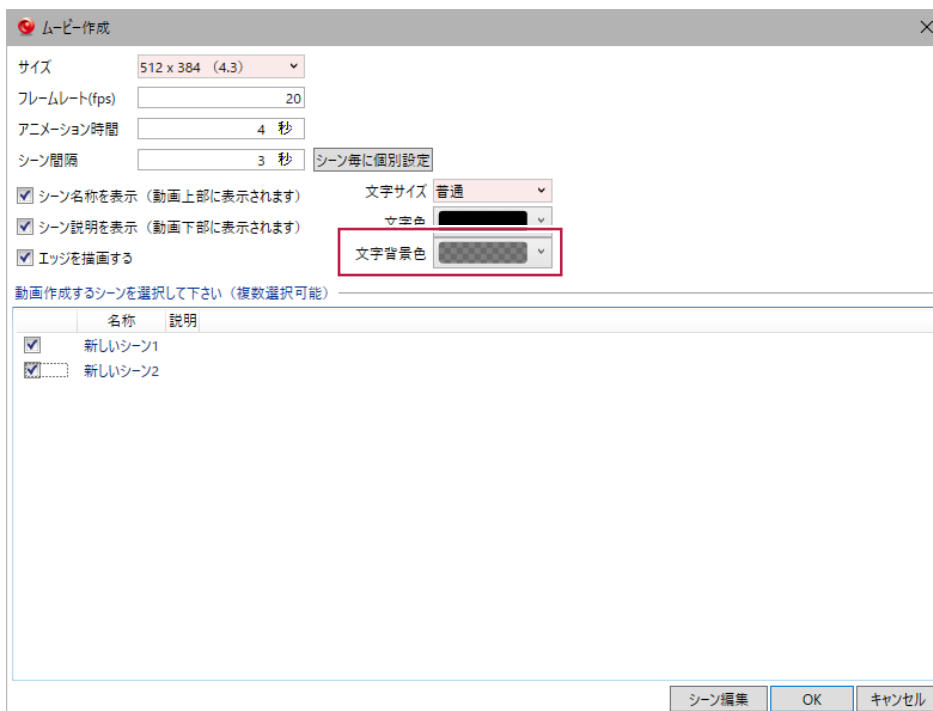 ムービー作成
サイズ 512 x 384 （4.3）
フレームレート(fps) 20
アニメーション時間 4 秒
シーン間隔 3 秒 シーン毎に個別設定
シーン名称を表示（動画上部に表示されます） 文字サイズ 普通
シーン説明を表示（動画下部に表示されます） 文字色
エッジを描画する 文字背景色
動画作成するシーンを選択して下さい（複数選択可能）
名称 説明
新しいシーン1
新しいシーン2
シーン編集 OK キャンセル